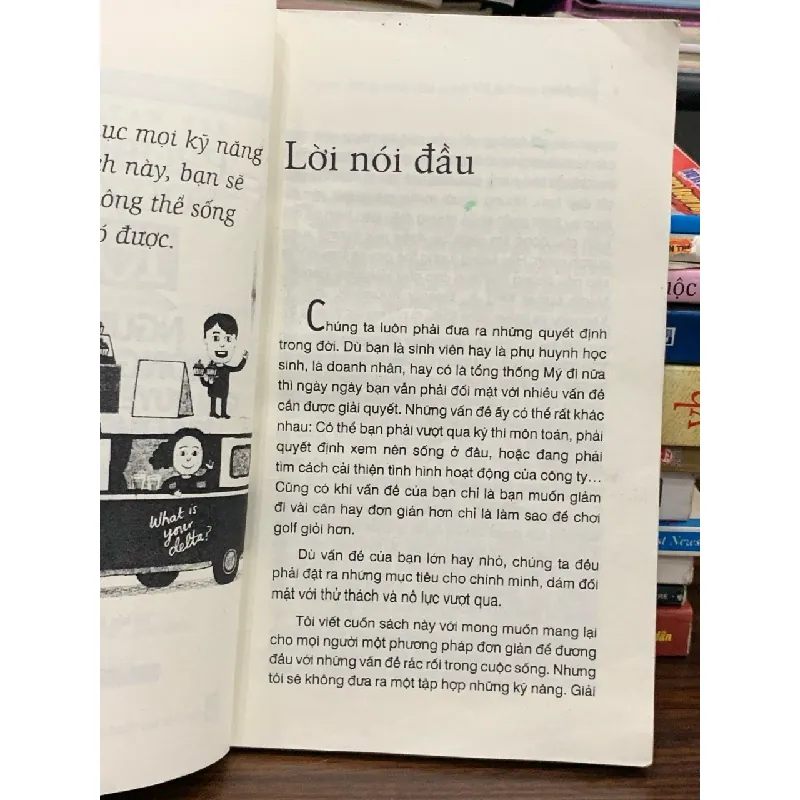 ục mọi kỹ năng
ch này, bạn sẽ
ông thể sống
ó được.
What is
your
delta?
Lời nói đầu
Chúng ta luôn phải đưa ra những quyết định
trong đời. Dù bạn là sinh viên hay là phụ huynh học
sinh, là doanh nhân, hay có là tổng thống Mỹ đi nữa
thì ngày ngày bạn vẫn phải đối mặt với nhiều vấn đề
cần được giải quyết. Những vấn đề ấy có thể rất khác
nhau: Có thể bạn phải vượt qua kỳ thi môn toán, phải
quyết định xem nên sống ở đâu, hoặc đang phải
tìm cách cải thiện tình hình hoạt động của công ty...
Cũng có khi vấn đề của bạn chỉ là bạn muốn giảm
đi vài cân hay đơn giản hơn chỉ là làm sao để chơi
golf giỏi hơn.
Dù vấn đề của bạn lớn hay nhỏ, chúng ta đều
phải đặt ra những mục tiêu cho chính mình, dám đối
mặt với thử thách và nỗ lực vượt qua.
Tôi viết cuốn sách này với mong muốn mang lại
cho mọi người một phương pháp đơn giản để đương
đầu với những vấn đề rắc rối trong cuộc sống. Nhưng
tôi sẽ không đưa ra một tập hợp những kỹ năng. Giải
uộc
st News